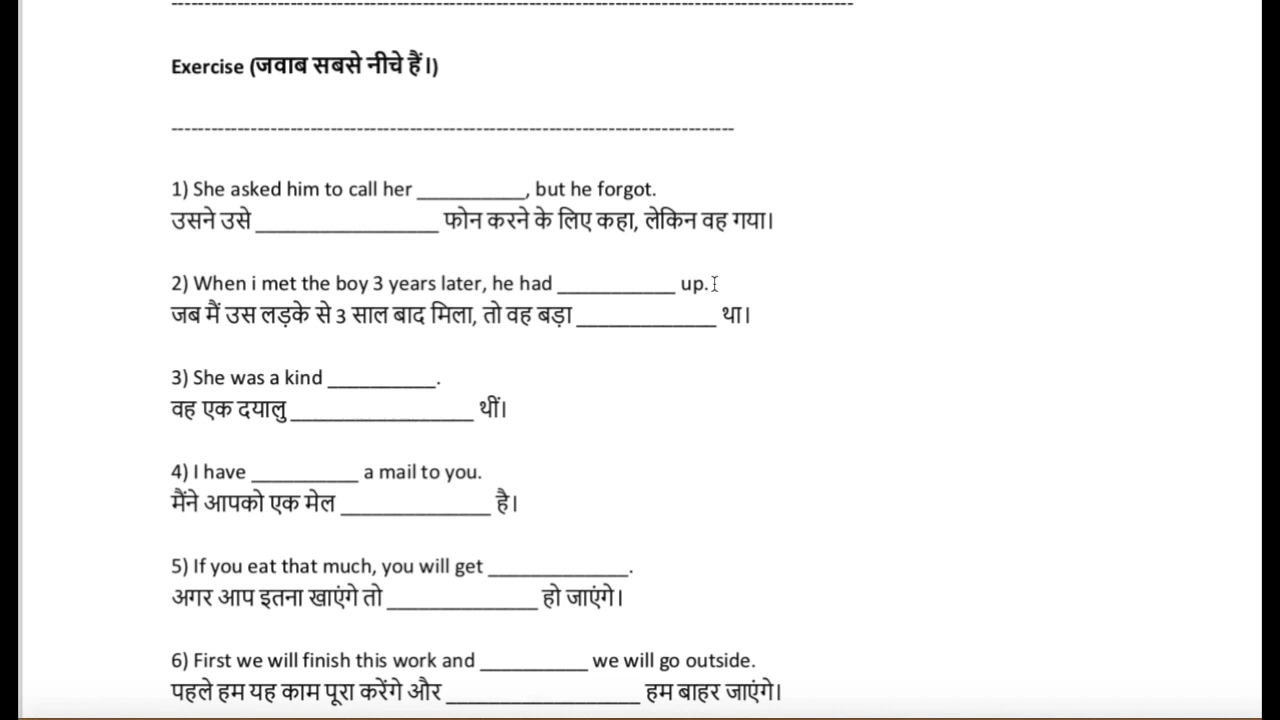 Exercise (जवाब सबसे नीचे हैं।)
1) She asked him to call her __________, but he forgot.
उसने उसे _________________ फोन करने के लिए कहा, लेकिन वह गया।
2) When i met the boy 3 years later, he had ___________ up.
जब मैं उस लड़के से 3 साल बाद मिला, तो वह बड़ा _____________ था।
3) She was a kind __________.
वह एक दयालु _________________ थीं।
4) I have __________ a mail to you.
मैंने आपको एक मेल ______________ है।
5) If you eat that much, you will get _____________.
अगर आप इतना खाएंगे तो ______________ हो जाएंगे।
6) First we will finish this work and __________ we will go outside.
पहले हम यह काम पूरा करेंगे और __________________ हम बाहर जाएंगे।